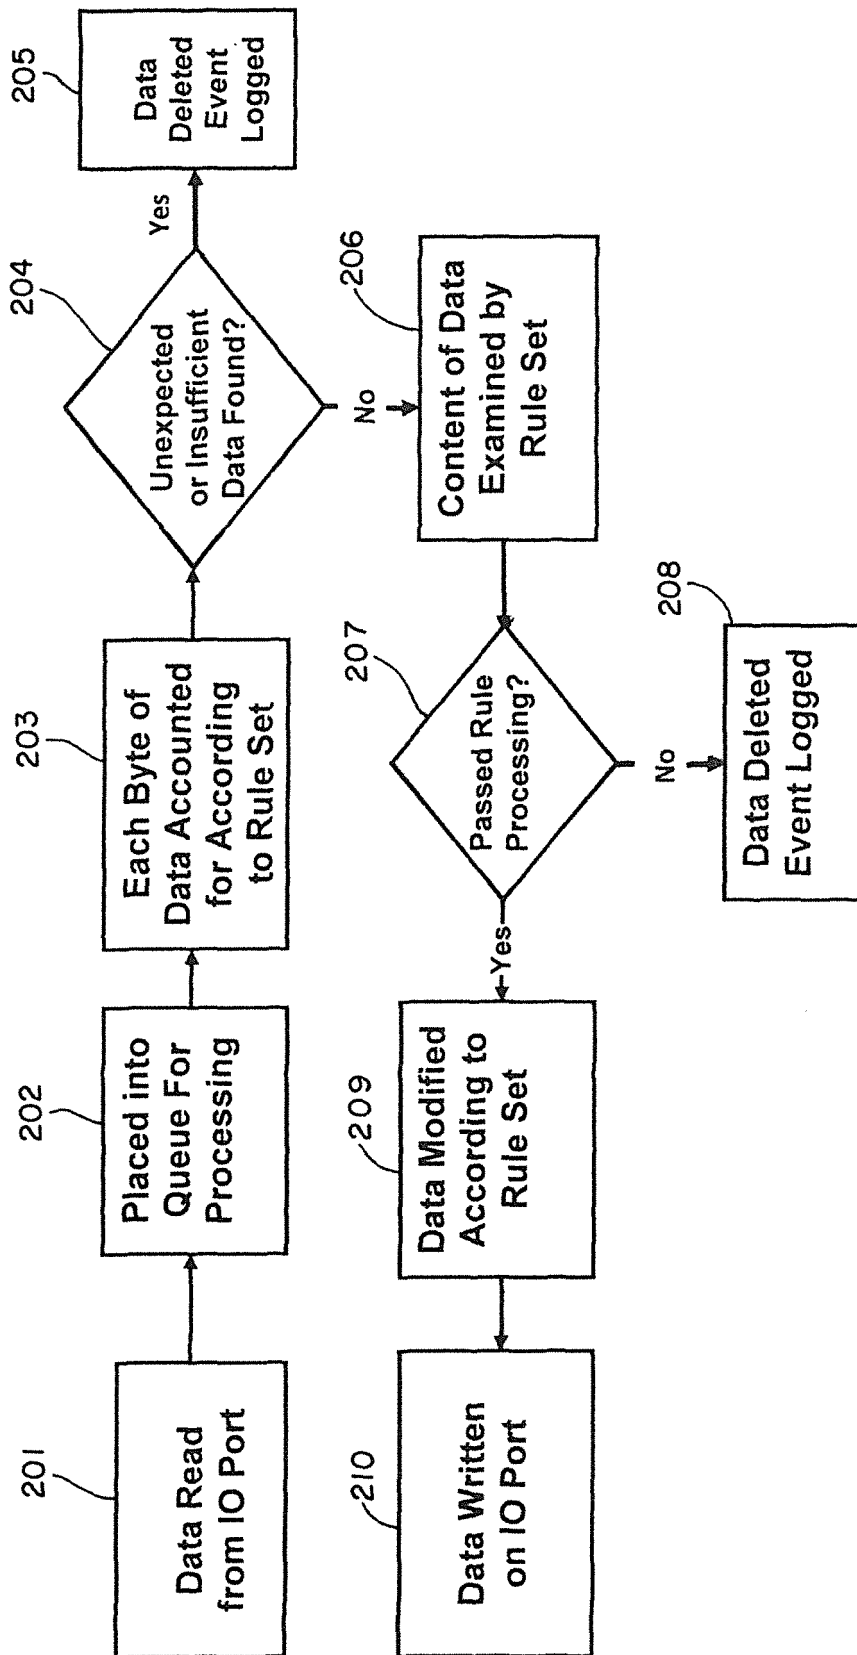 201
Data Read
from IO Port
202
Placed into
Queue For
Processing
203
Each Byte of
Data Accounted
for According
to Rule Set
204
Unexpected
or Insufficient
Data Found?
Yes
205
Data
Deleted
Event
Logged
No
206
Content of Data
Examined by
Rule Set
207
Passed Rule
Processing?
No
208
Data Deleted
Event Logged
Yes
209
Data Modified
According to
Rule Set
210
Data Written
on IO Port